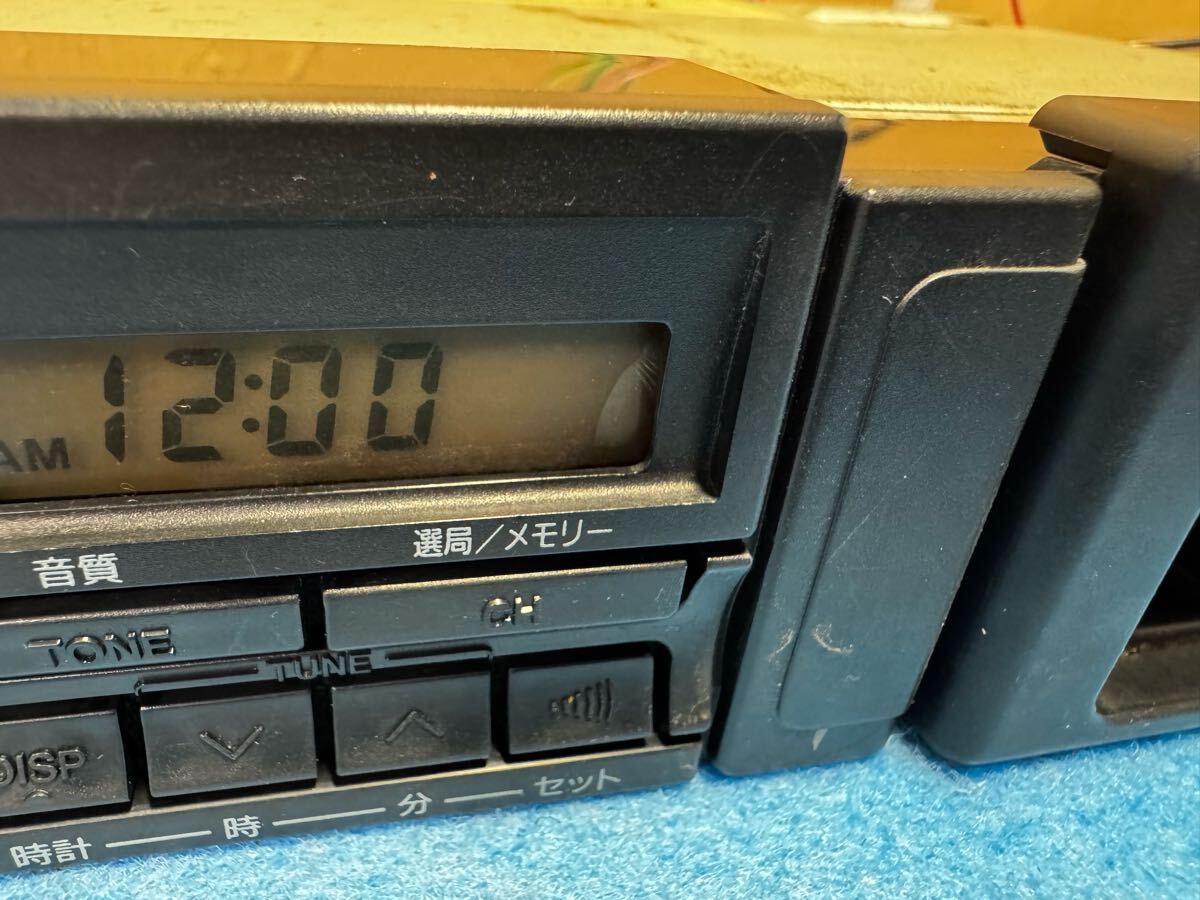 AM 12:00
音質 選局／メモリー
TONE CH
TUNE
DISP
時計 時 分 セット